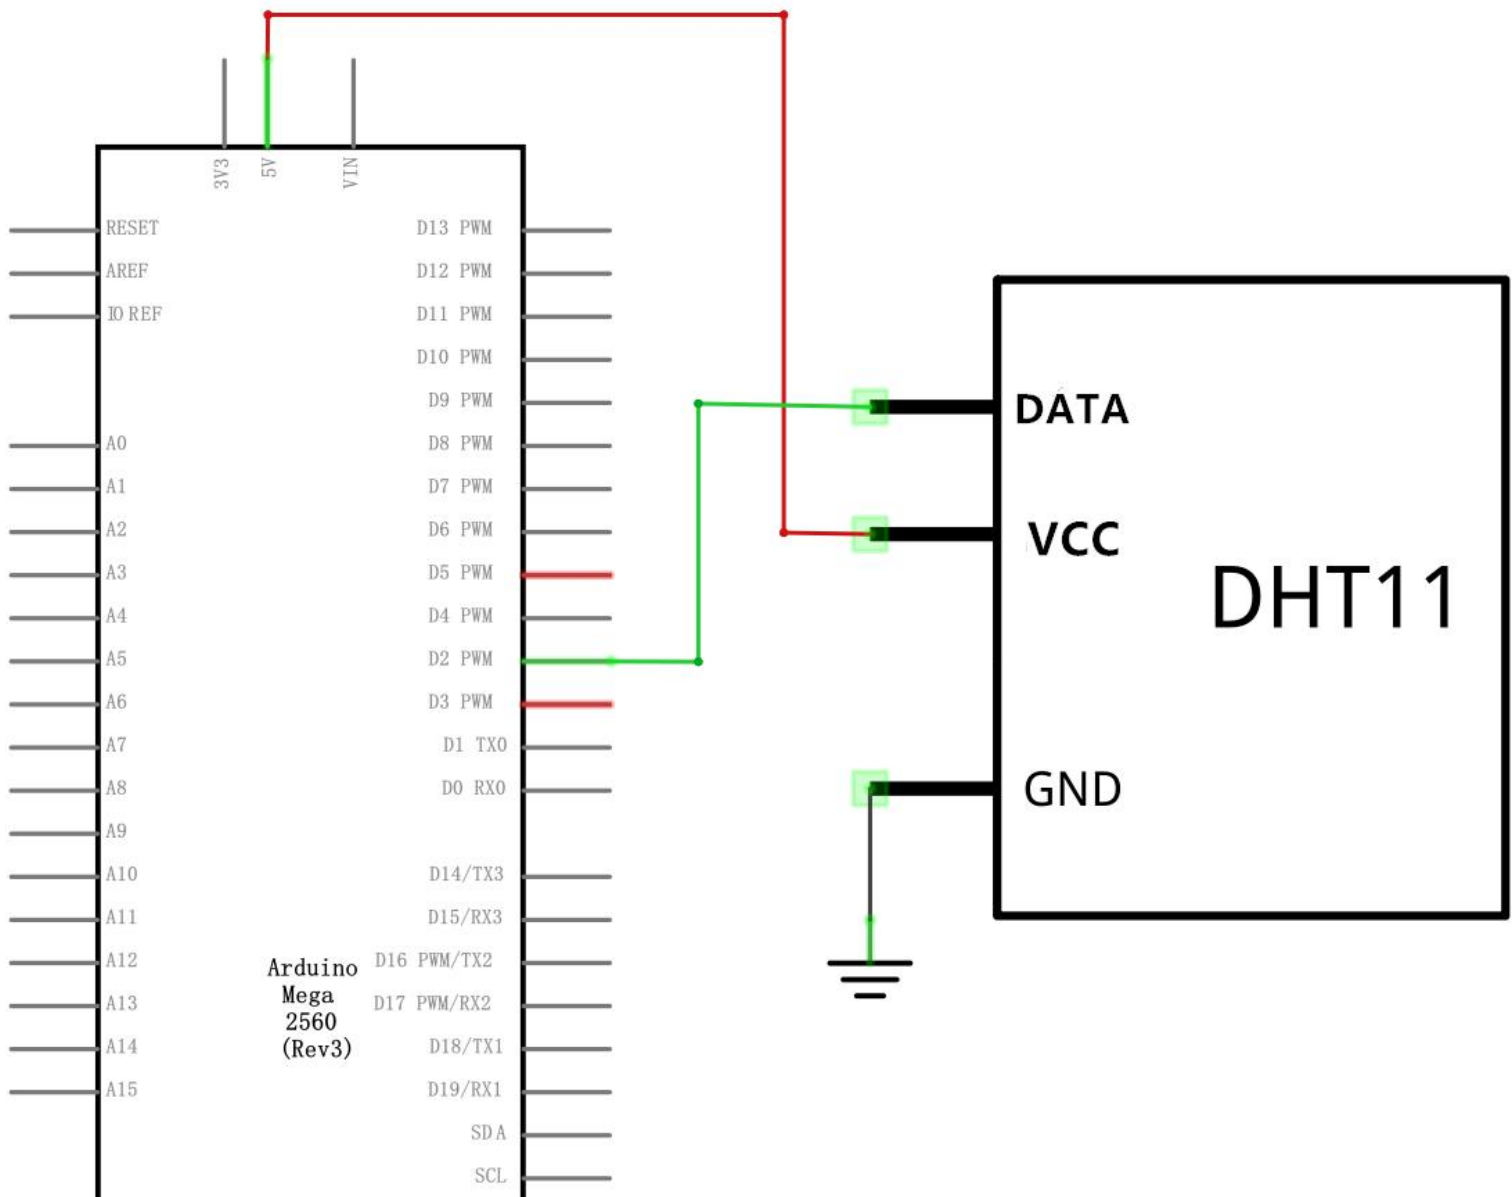 3V3
5V
VIN
RESET
AREF
IO REF
A0
A1
A2
A3
A4
A5
A6
A7
A8
A9
A10
A11
A12
A13
A14
A15
D13 PWM
D12 PWM
D11 PWM
D10 PWM
D9 PWM
D8 PWM
D7 PWM
D6 PWM
D5 PWM
D4 PWM
D2 PWM
D3 PWM
D1 TX0
D0 RX0
D14/TX3
D15/RX3
D16 PWM/TX2
D17 PWM/RX2
D18/TX1
D19/RX1
SDA
SCL
Arduino
Mega
2560
(Rev3)
DATA
VCC
DHT11
GND